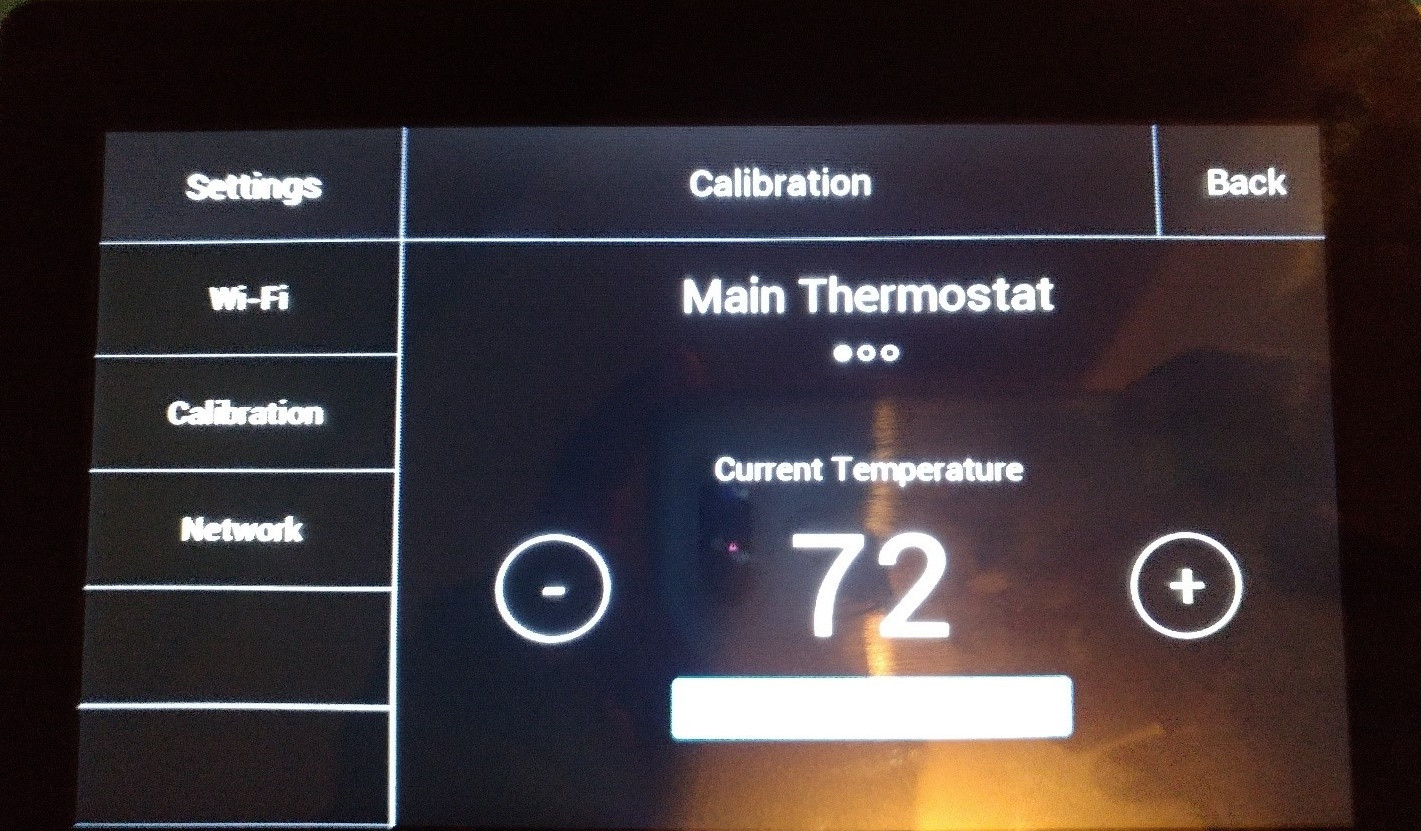 Settings
Calibration
Back
Wi-Fi
Calibration
Network
Main Thermostat
Current Temperature
-
72
+